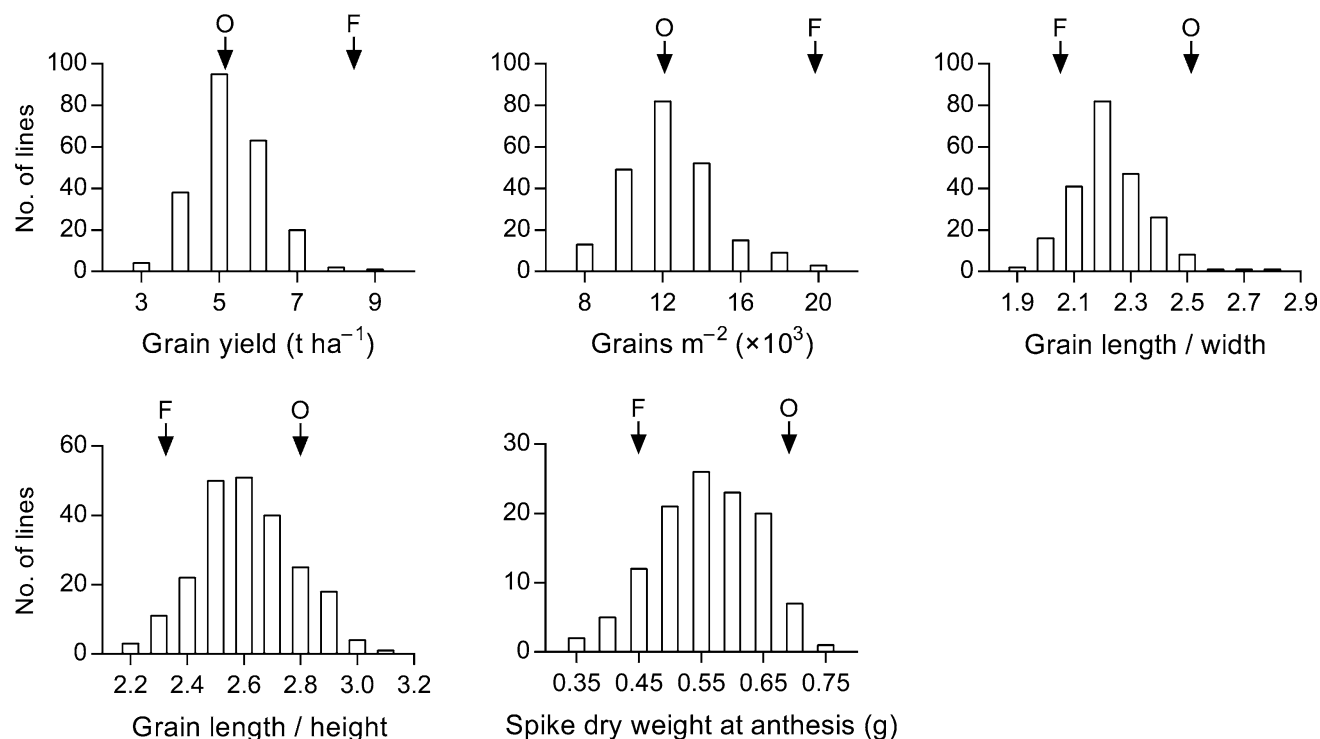 O F
No. of lines
100
80
60
40
20
0
3 5 7 9
Grain yield (t ha⁻¹)
O F
100
80
60
40
20
0
8 12 16 20
Grains m⁻² (×10³)
F O
100
80
60
40
20
0
1.9 2.1 2.3 2.5 2.7 2.9
Grain length / width
F O
No. of lines
60
40
20
0
2.2 2.4 2.6 2.8 3.0 3.2
Grain length / height
F O
30
20
10
0
0.35 0.45 0.55 0.65 0.75
Spike dry weight at anthesis (g)